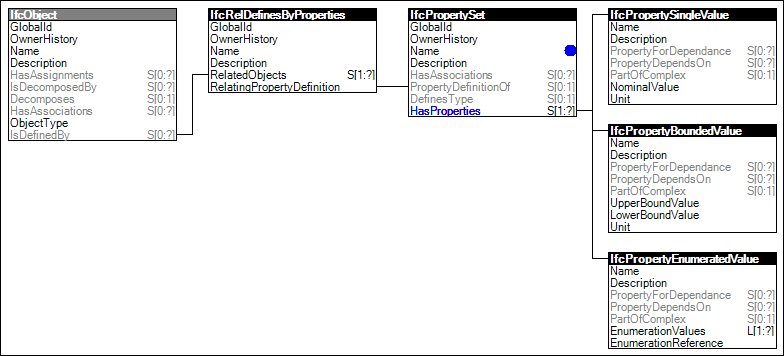 IfcObject
GlobalId
OwnerHistory
Name
Description
HasAssignments S[0:?]
IsDecomposedBy S[0:?]
Decomposes S[0:1]
HasAssociations S[0:?]
ObjectType
IsDefinedBy S[0:?]
IfcRelDefinesByProperties
GlobalId
OwnerHistory
Name
Description
RelatedObjects S[1:?]
RelatingPropertyDefinition
IfcPropertySet
GlobalId
OwnerHistory
Name
Description
HasAssociations S[0:?]
PropertyDefinitionOf S[0:1]
DefinesType S[0:1]
HasProperties S[1:?]
IfcPropertySingleValue
Name
Description
PropertyForDependance S[0:?]
PropertyDependsOn S[0:?]
PartOfComplex S[0:1]
NominalValue
Unit
IfcPropertyBoundedValue
Name
Description
PropertyForDependance S[0:?]
PropertyDependsOn S[0:?]
PartOfComplex S[0:1]
UpperBoundValue
LowerBoundValue
Unit
IfcPropertyEnumeratedValue
Name
Description
PropertyForDependance S[0:?]
PropertyDependsOn S[0:?]
PartOfComplex S[0:1]
EnumerationValues L[1:?]
EnumerationReference